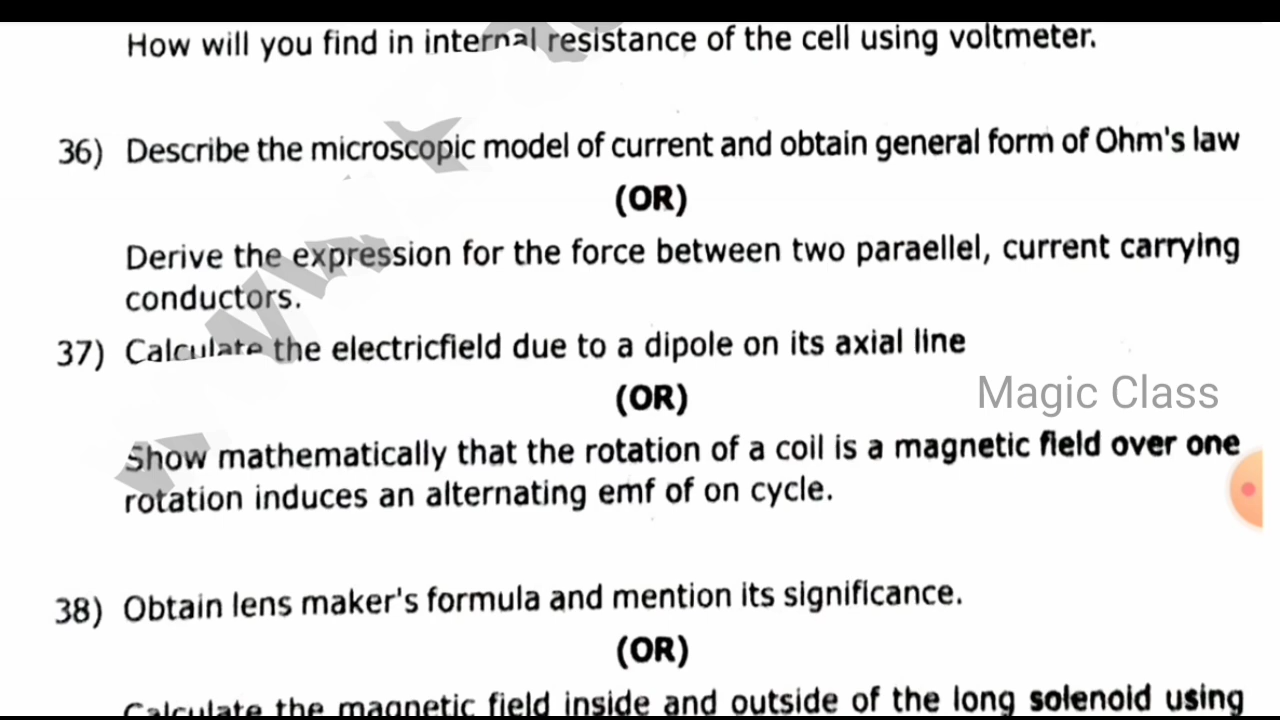 How will you find in internal resistance of the cell using voltmeter.
36) Describe the microscopic model of current and obtain general form of Ohm's law
(OR)
Derive the expression for the force between two paraellel, current carrying
conductors.
37) Calculate the electricfield due to a dipole on its axial line
(OR)
Magic Class
Show mathematically that the rotation of a coil is a magnetic field over one
rotation induces an alternating emf of on cycle.
38) Obtain lens maker's formula and mention its significance.
(OR)
Calculate the magnetic field inside and outside of the long solenoid using